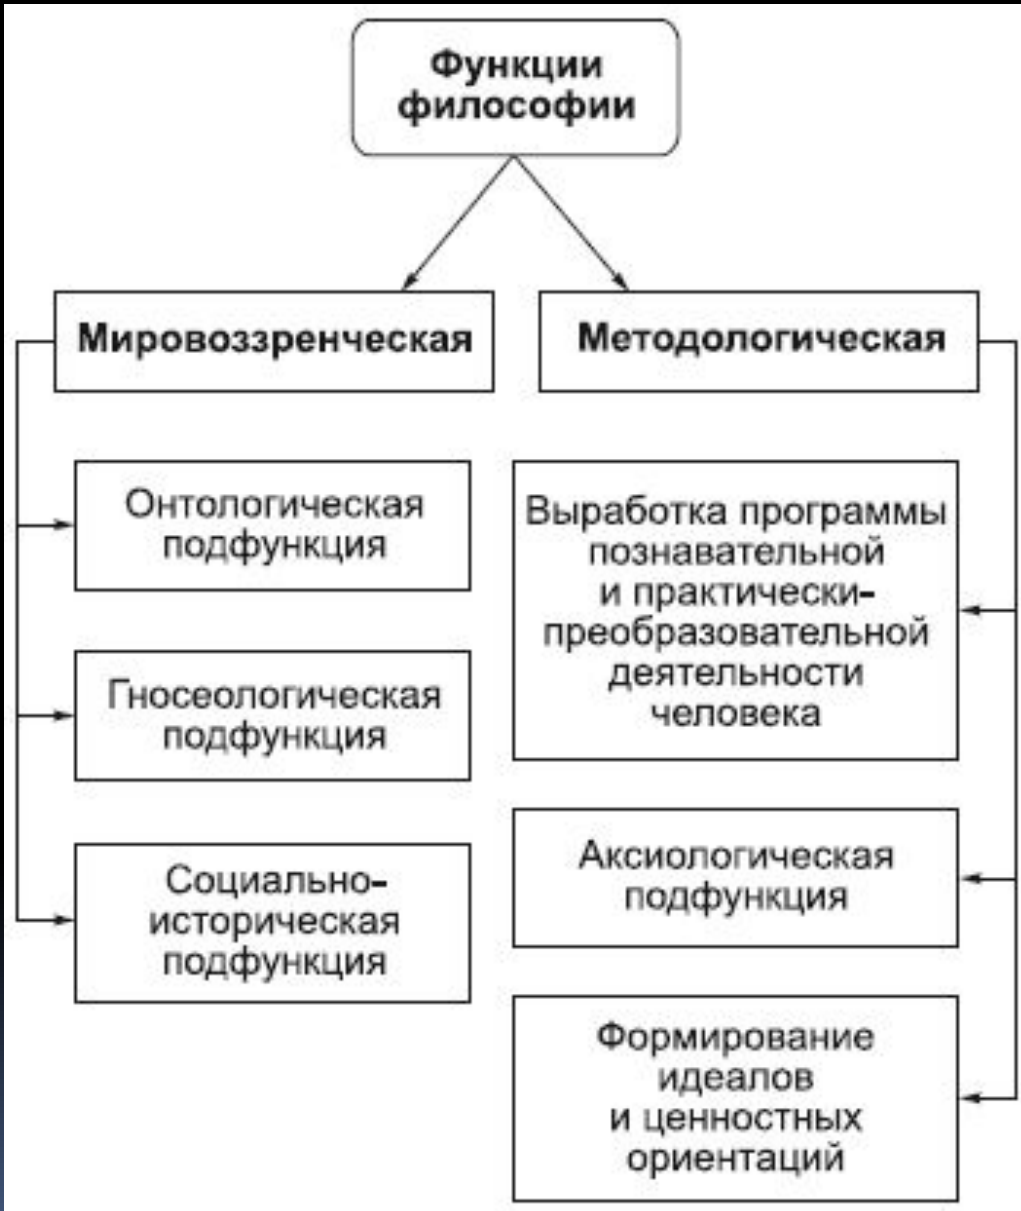 Функции
философии
Мировоззренческая
Методологическая
Онтологическая
подфункция
Гносеологическая
подфункция
Социально-
историческая
подфункция
Выработка программы
познавательной
и практически-
преобразовательной
деятельности
человека
Аксиологическая
подфункция
Формирование
идеалов
и ценностных
ориентаций